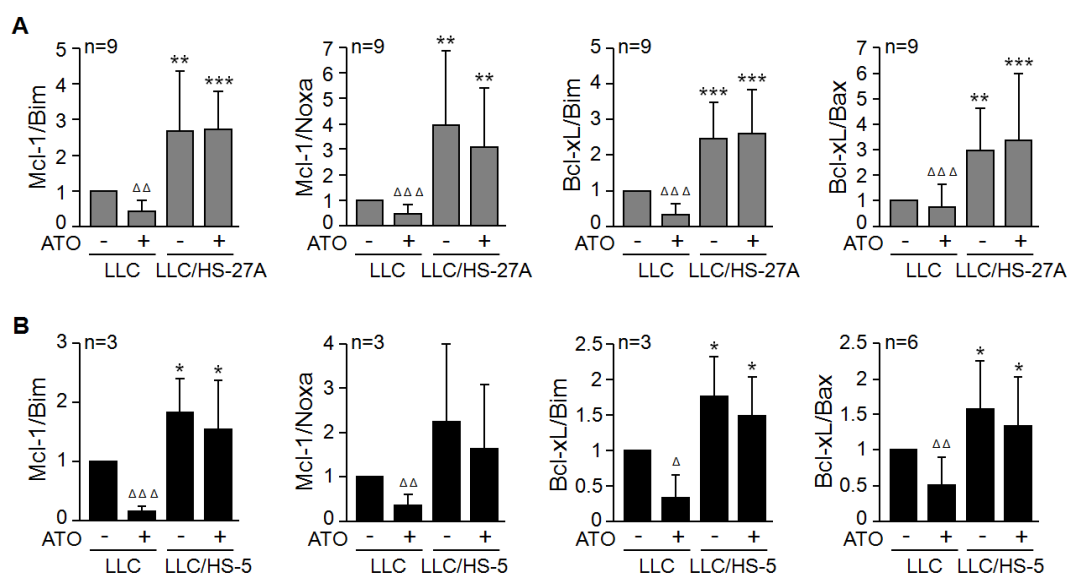 A
Mcl-1/Bim
n=9
5
4
3
2
1
0
ΔΔ
**
***
ATO - + - +
LLC LLC/HS-27A
Mcl-1/Noxa
n=9
7
6
5
4
3
2
1
0
ΔΔΔ
**
**
- + - +
LLC LLC/HS-27A
Bcl-xL/Bim
n=9
5
4
3
2
1
0
ΔΔΔ
***
***
- + - +
LLC LLC/HS-27A
Bcl-xL/Bax
n=9
7
6
5
4
3
2
1
0
ΔΔΔ
**
***
- + - +
LLC LLC/HS-27A
B
Mcl-1/Bim
n=3
3
2
1
0
ΔΔΔ
*
*
ATO - + - +
LLC LLC/HS-5
Mcl-1/Noxa
n=3
4
3
2
1
0
ΔΔ
ATO - + - +
LLC LLC/HS-5
Bcl-xL/Bim
n=3
2.5
2
1.5
1.0
0.5
0
Δ
*
*
ATO - + - +
LLC LLC/HS-5
Bcl-xL/Bax
n=6
2.5
2
1.5
1.0
0.5
0
ΔΔ
*
*
ATO - + - +
LLC LLC/HS-5